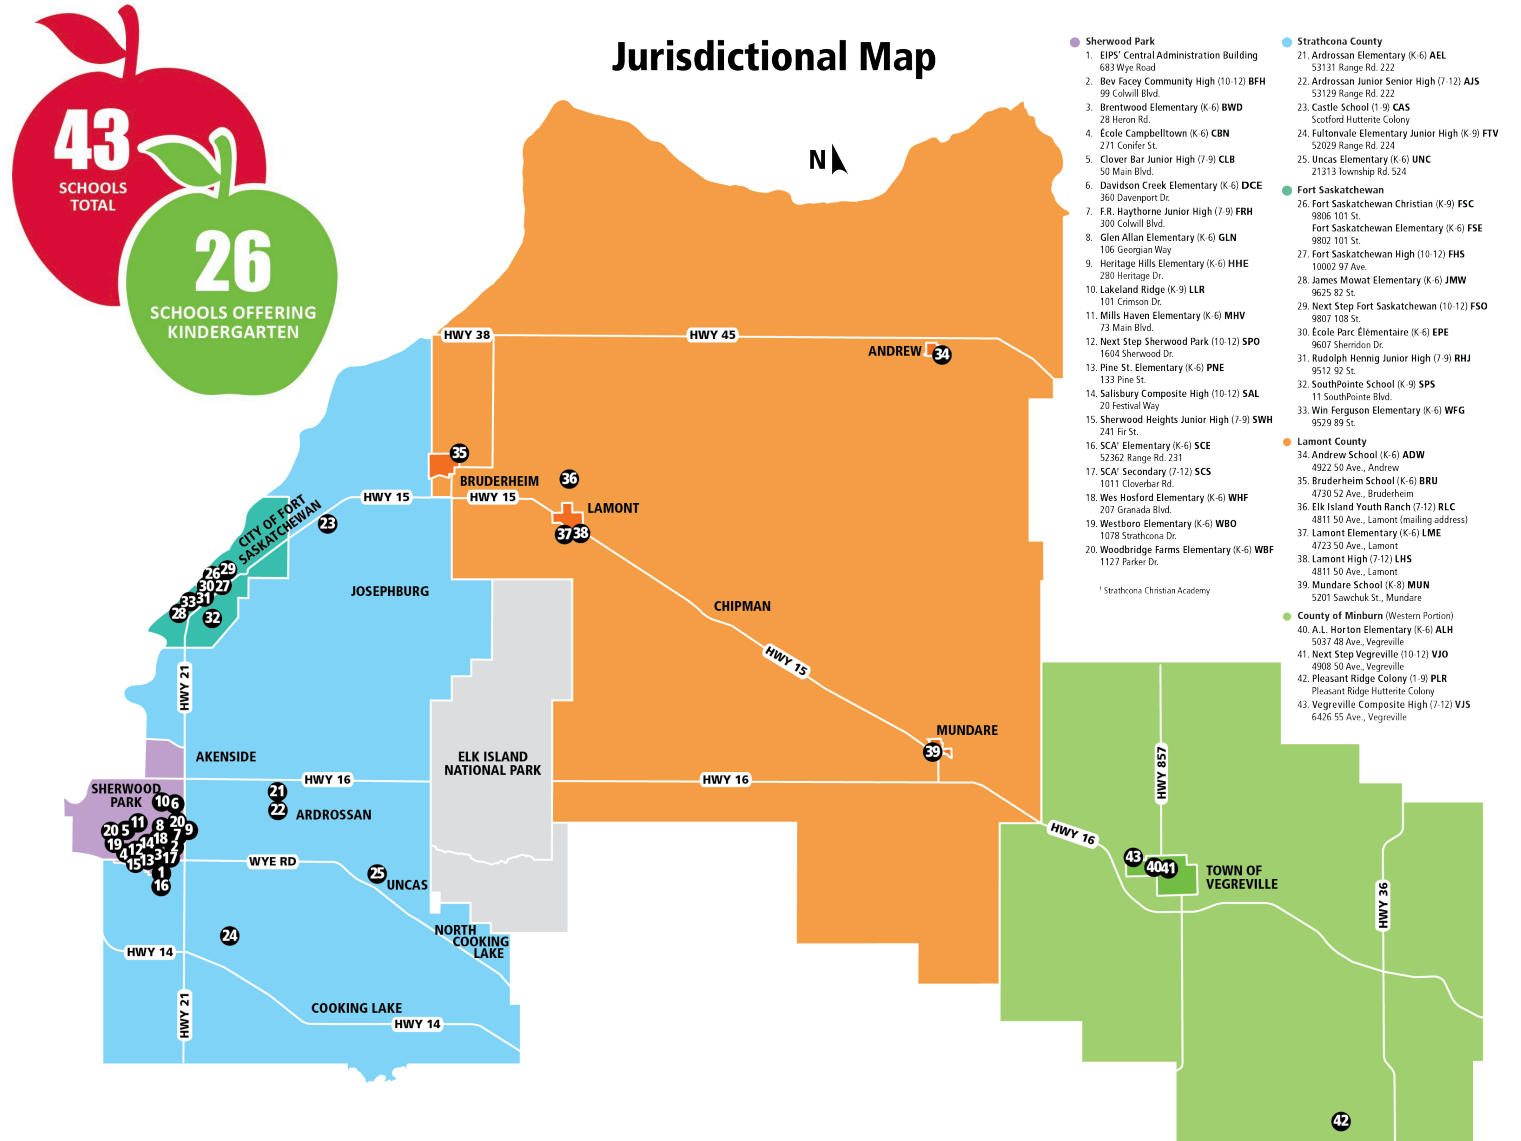 Jurisdictional Map
43
SCHOOLS
TOTAL
26
SCHOOLS OFFERING
KINDERGARTEN
N
Sherwood Park
1. EIPS' Central Administration Building
683 Wye Road
2. Bev Facey Community High (10-12) BFH
99 Colwill Blvd.
3. Brentwood Elementary (K-6) BWD
28 Heron Rd.
4. École Campbelltown (K-6) CBN
271 Conifer St.
5. Clover Bar Junior High (7-9) CLB
50 Main Blvd.
6. Davidson Creek Elementary (K-6) DCE
360 Davenport Dr.
7. F.R. Haythorne Junior High (7-9) FRH
300 Colwill Blvd.
8. Glen Allan Elementary (K-6) GLN
106 Georgian Way
9. Heritage Hills Elementary (K-6) HHE
280 Heritage Dr.
10. Lakeland Ridge (K-9) LLR
101 Crimson Dr.
11. Mills Haven Elementary (K-6) MHV
73 Main Blvd.
12. Next Step Sherwood Park (10-12) SPO
1604 Sherwood Dr.
13. Pine St. Elementary (K-6) PNE
133 Pine St.
14. Salisbury Composite High (10-12) SAL
20 Festival Way
15. Sherwood Heights Junior High (7-9) SWH
241 Fir St.
16. SCA¹ Elementary (K-6) SCE
52362 Range Rd. 231
17. SCA¹ Secondary (7-12) SCS
1011 Cloverbar Rd.
18. Wes Hosford Elementary (K-6) WHF
207 Granada Blvd.
19. Westboro Elementary (K-6) WBO
1078 Strathcona Dr.
20. Woodbridge Farms Elementary (K-6) WBF
1127 Parker Dr.
¹ Strathcona Christian Academy
Strathcona County
21. Ardrossan Elementary (K-6) AEL
53131 Range Rd. 222
22. Ardrossan Junior Senior High (7-12) AJS
53129 Range Rd. 222
23. Castle School (1-9) CAS
Scotford Hutterite Colony
24. Fultonvale Elementary Junior High (K-9) FTV
52029 Range Rd. 224
25. Uncas Elementary (K-6) UNC
21313 Township Rd. 524
Fort Saskatchewan
26. Fort Saskatchewan Christian (K-9) FSC
9806 101 St.
Fort Saskatchewan Elementary (K-6) FSE
9802 101 St.
27. Fort Saskatchewan High (10-12) FHS
10002 97 Ave.
28. James Mowat Elementary (K-6) JMW
9625 82 St.
29. Next Step Fort Saskatchewan (10-12) FSO
9807 108 St.
30. École Parc Élémentaire (K-6) EPE
9607 Sherridon Dr.
31. Rudolph Hennig Junior High (7-9) RHJ
9512 92 St.
32. SouthPointe School (K-9) SPS
11 SouthPointe Blvd.
33. Win Ferguson Elementary (K-6) WFG
9529 89 St.
Lamont County
34. Andrew School (K-6) ADW
4922 50 Ave., Andrew
35. Bruderheim School (K-6) BRU
4730 52 Ave., Bruderheim
36. Elk Island Youth Ranch (7-12) RLC
4811 50 Ave., Lamont (mailing address)
37. Lamont Elementary (K-6) LME
4723 50 Ave., Lamont
38. Lamont High (7-12) LHS
4811 50 Ave., Lamont
39. Mundare School (K-8) MUN
5201 Sawchuk St., Mundare
County of Minburn (Western Portion)
40. A.L. Horton Elementary (K-6) ALH
5037 48 Ave., Vegreville
41. Next Step Vegreville (10-12) VJO
4908 50 Ave., Vegreville
42. Pleasant Ridge Colony (1-9) PLR
Pleasant Ridge Hutterite Colony
43. Vegreville Composite High (7-12) VJS
6426 55 Ave., Vegreville
HWY 38
HWY 45
ANDREW
34
35
BRUDERHEIM
36
HWY 15
HWY 15
LAMONT
37
38
CITY OF FORT
SASKATCHEWAN
23
26
29
30
27
33
31
28
32
JOSEPHBURG
CHIPMAN
HWY 15
HWY 21
MUNDARE
39
AKENSIDE
ELK ISLAND
NATIONAL PARK
HWY 16
HWY 16
HWY 857
SHERWOOD
PARK
10
6
21
22
ARDROSSAN
11
8
20
9
20
5
7
18
14
19
12
2
4
3
15
13
17
1
16
WYE RD
25
UNCAS
HWY 16
43
40
41
TOWN OF
VEGREVILLE
HWY 36
24
NORTH
COOKING
LAKE
HWY 14
HWY 21
COOKING LAKE
HWY 14
42